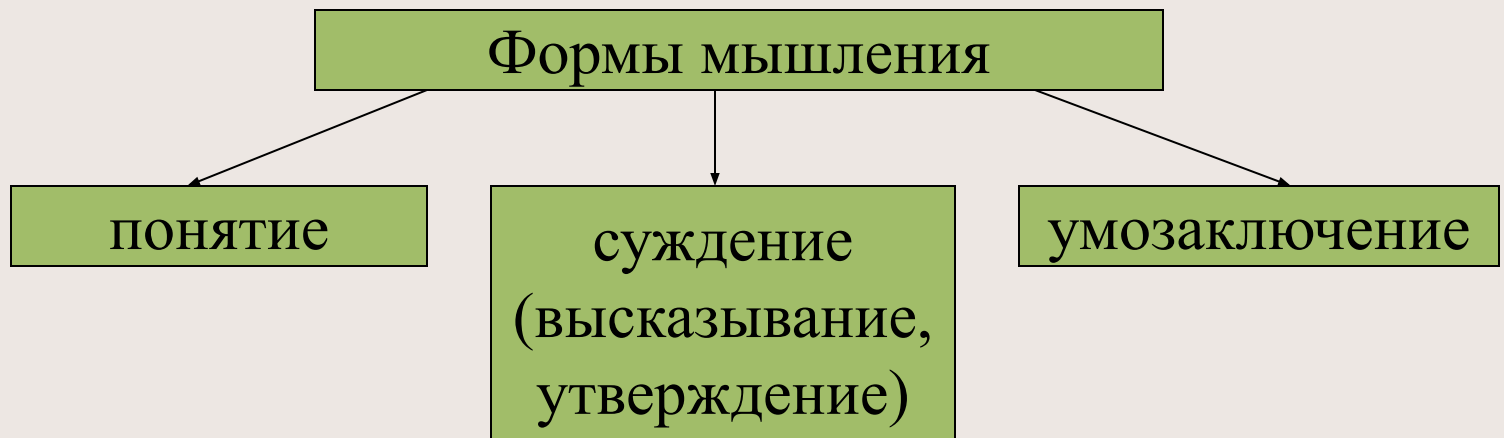 Формы мышления
понятие
суждение
(высказывание,
утверждение)
умозаключение